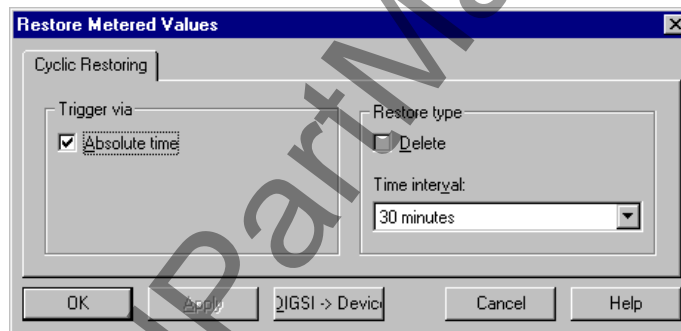 Restore Metered Values
Cyclic Restoring
Trigger via
Absolute time
Restore type
Delete
Time interval:
30 minutes
OK
Apply
DIGSI -> Device
Cancel
Help